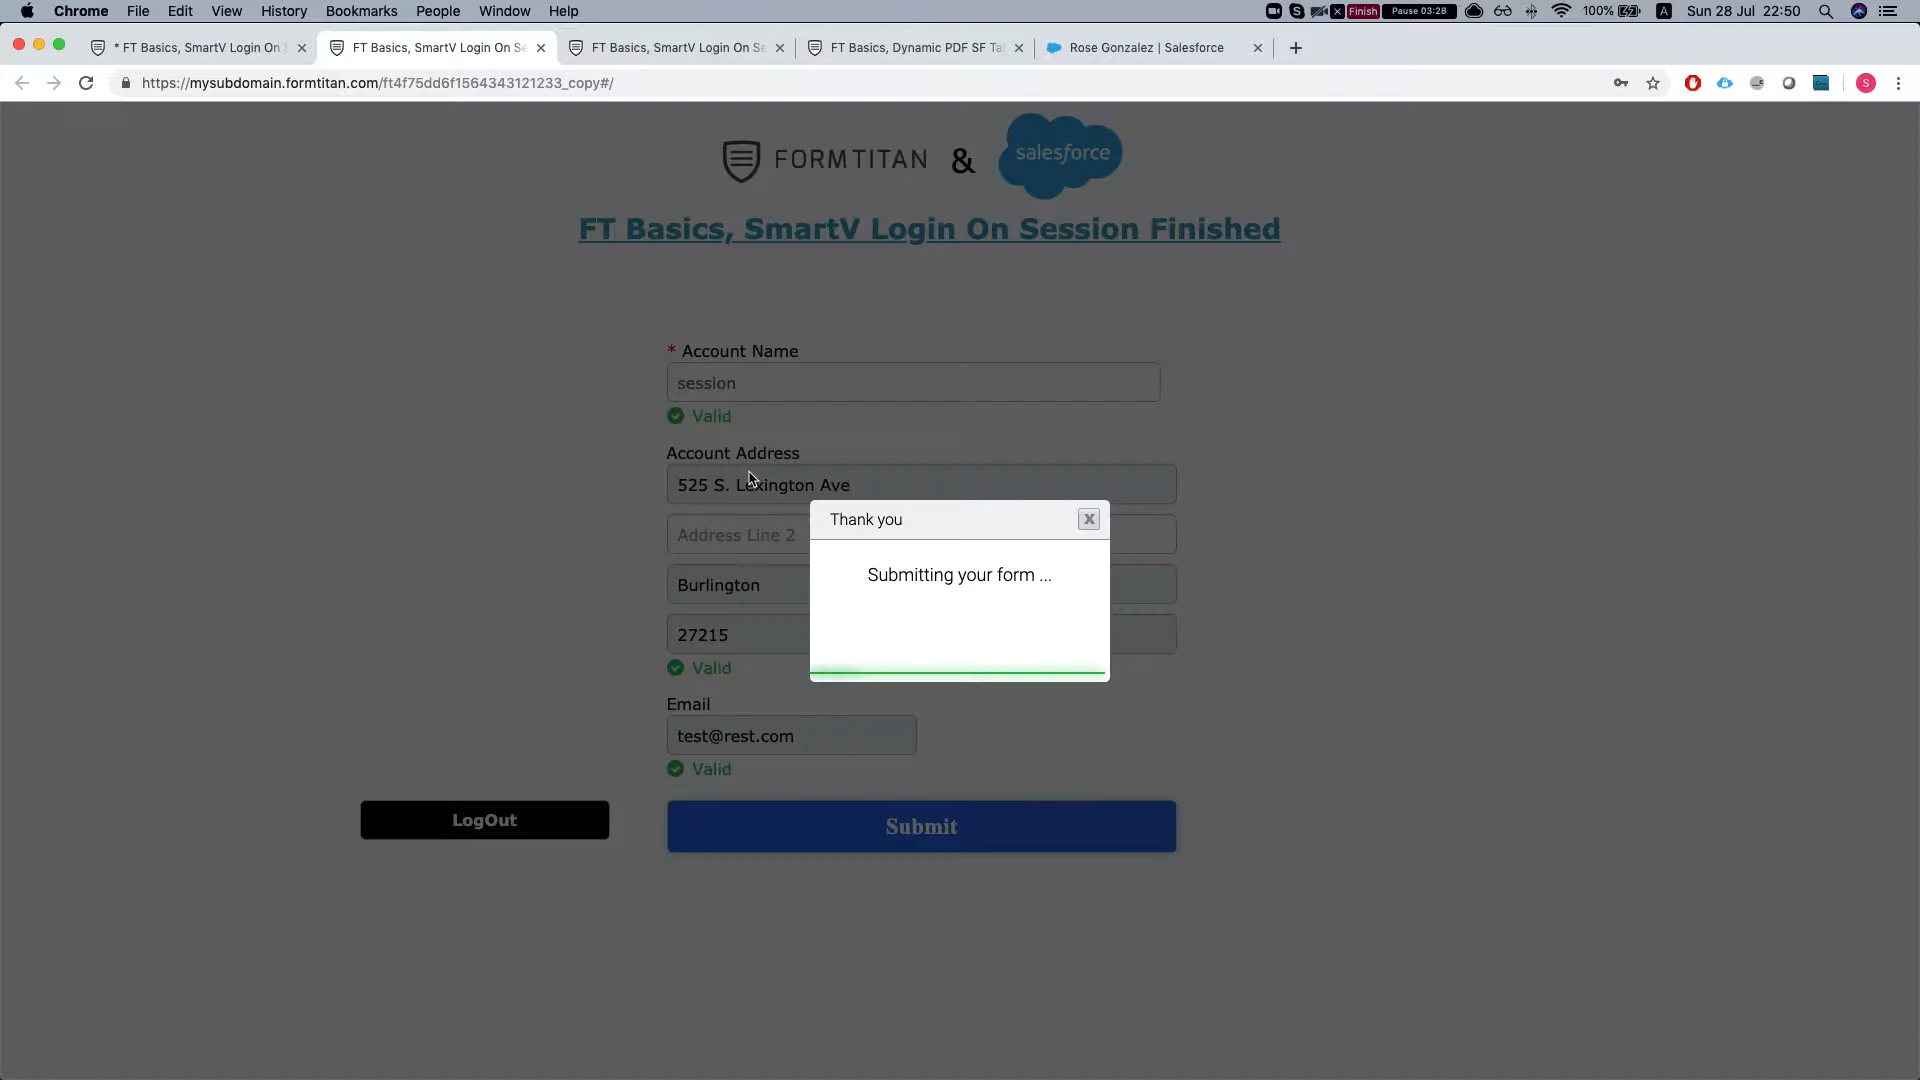 Chrome File Edit View History Bookmarks People Window Help Finish Pause 03:28 100% A Sun 28 Jul 22:50
* FT Basics, SmartV Login On FT Basics, SmartV Login On Se FT Basics, SmartV Login On Se FT Basics, Dynamic PDF SF Ta Rose Gonzalez | Salesforce
https://mysubdomain.formtitan.com/ft4f75dd6f1564343121233_copy#/ S
FORMTITAN & salesforce
FT Basics, SmartV Login On Session Finished
* Account Name
session
Valid
Account Address
525 S. Lexington Ave
Thank you X
Address Line 2
Submitting your form ...
Burlington
27215
Valid
Email
test@rest.com
Valid
LogOut Submit